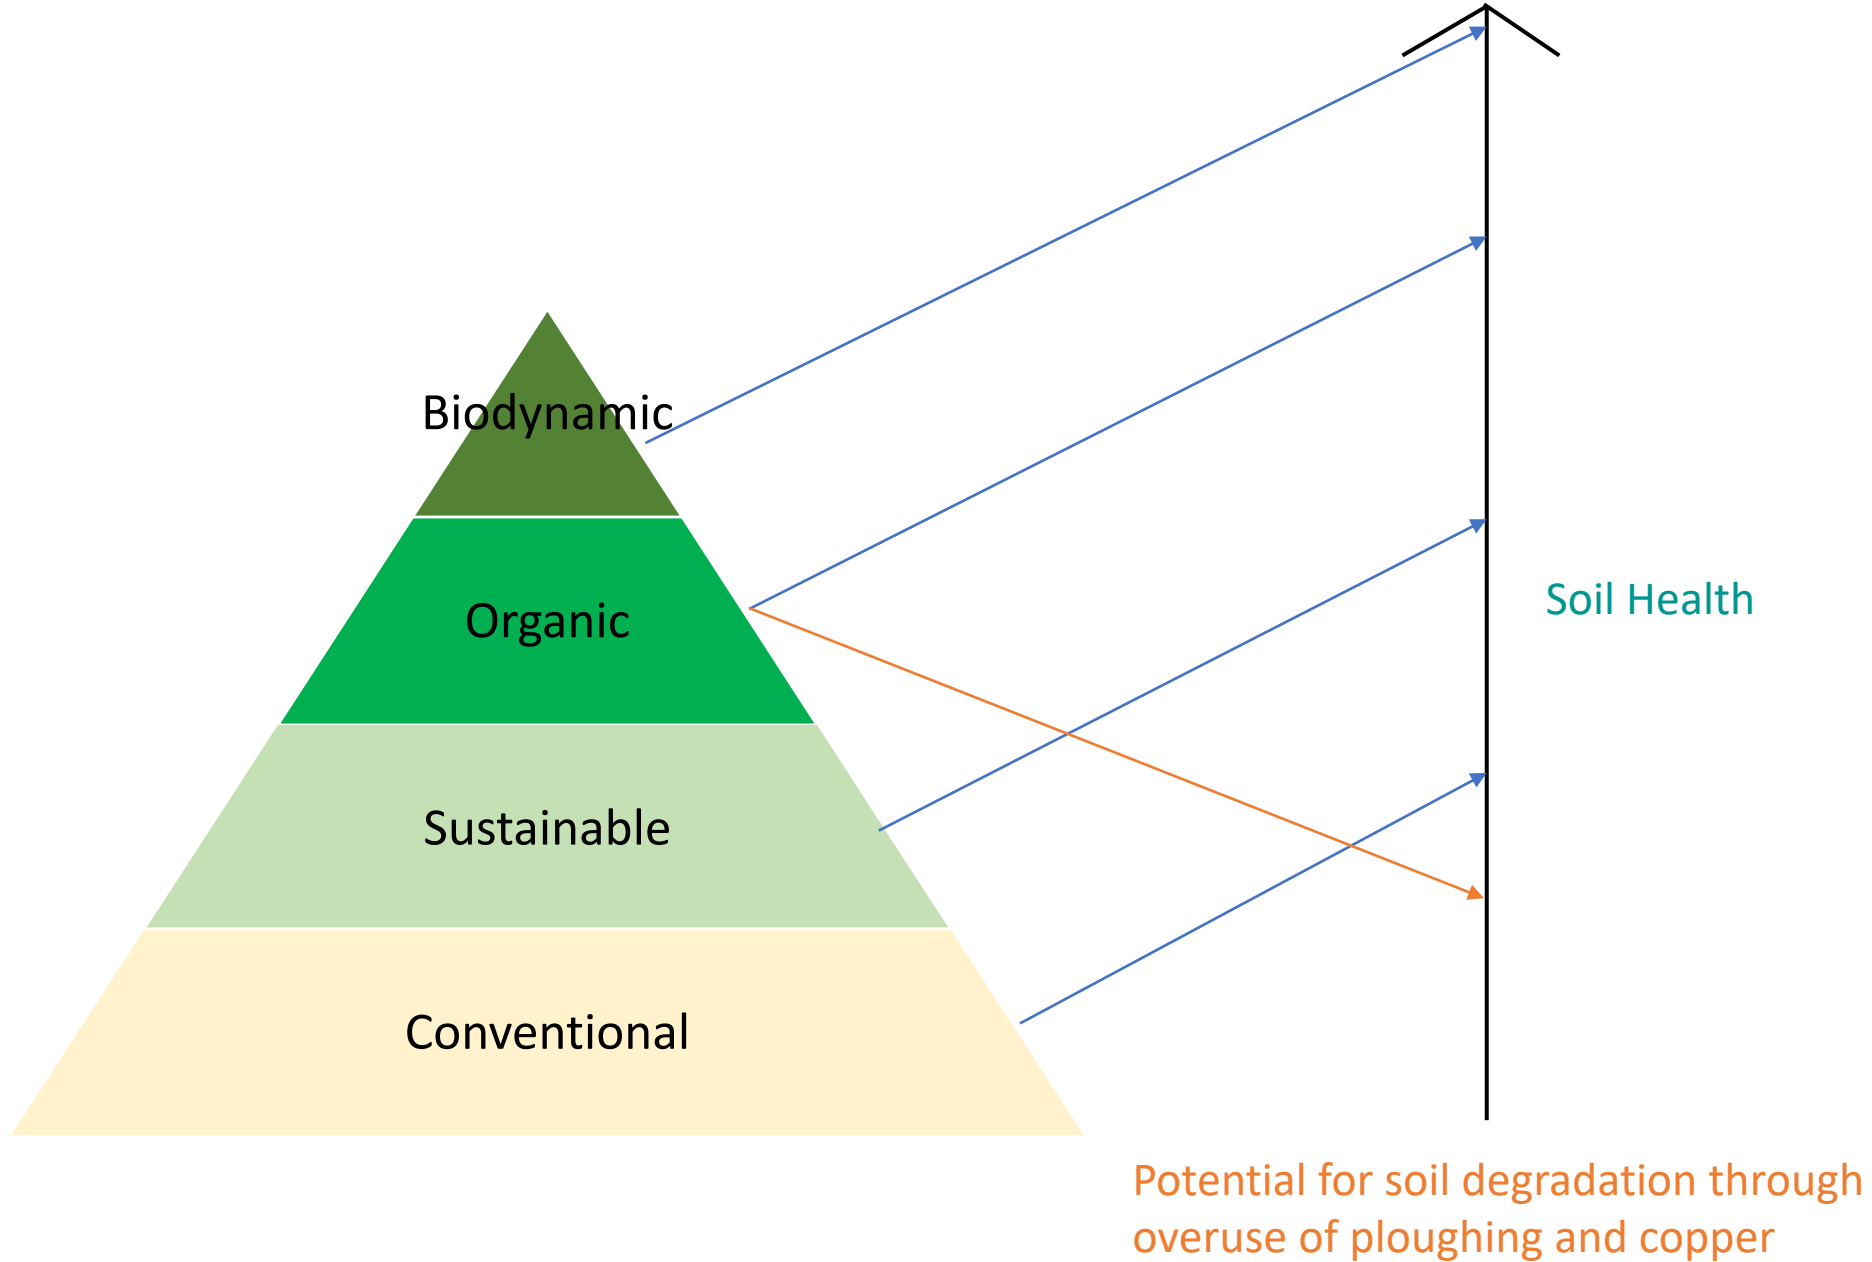 Biodynamic
Organic
Sustainable
Conventional
Soil Health
Potential for soil degradation through
overuse of ploughing and copper